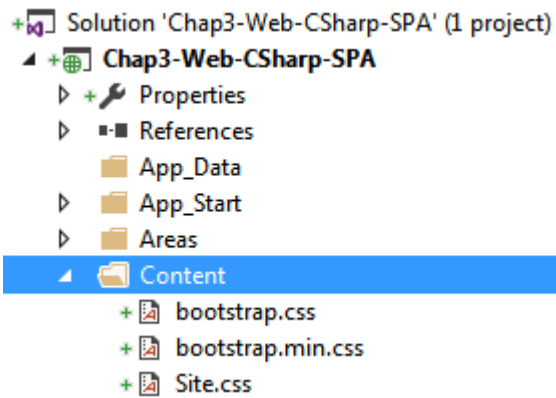 Solution 'Chap3-Web-CSharp-SPA' (1 project)
Chap3-Web-CSharp-SPA
Properties
References
App_Data
App_Start
Areas
Content
bootstrap.css
bootstrap.min.css
Site.css